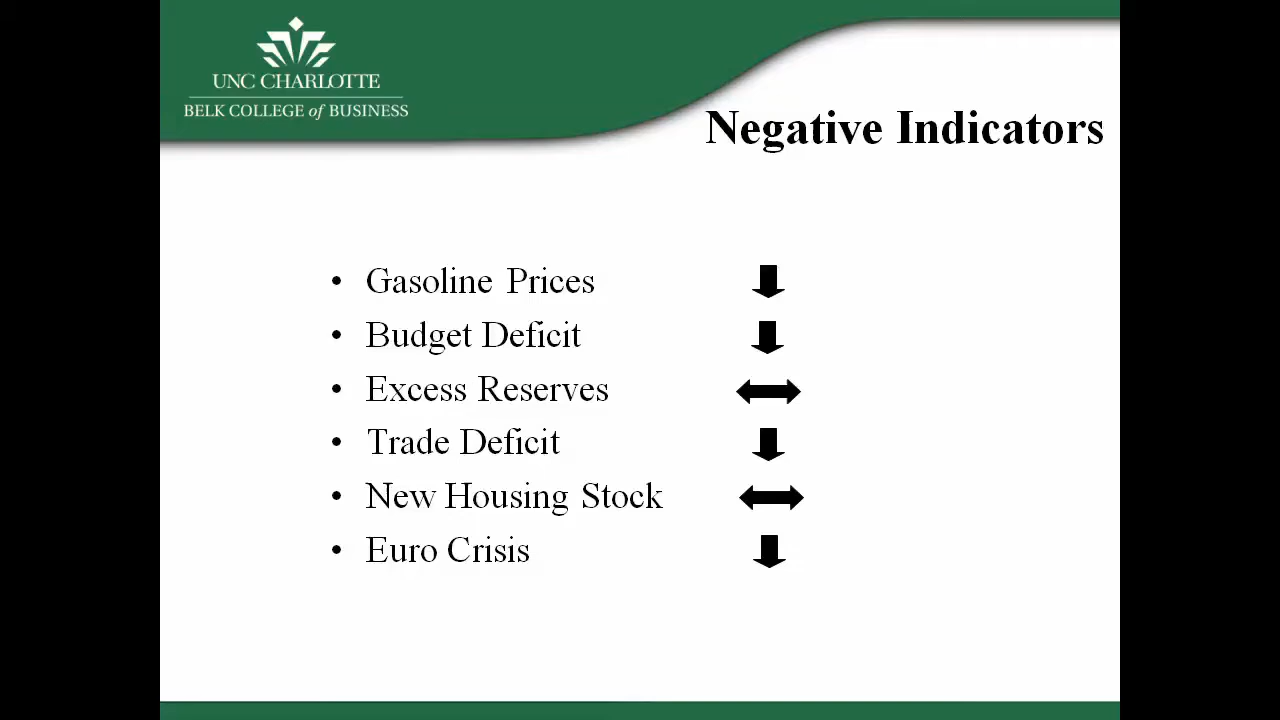 UNC CHARLOTTE
BELK COLLEGE of BUSINESS
Negative Indicators
• Gasoline Prices
• Budget Deficit
• Excess Reserves
• Trade Deficit
• New Housing Stock
• Euro Crisis